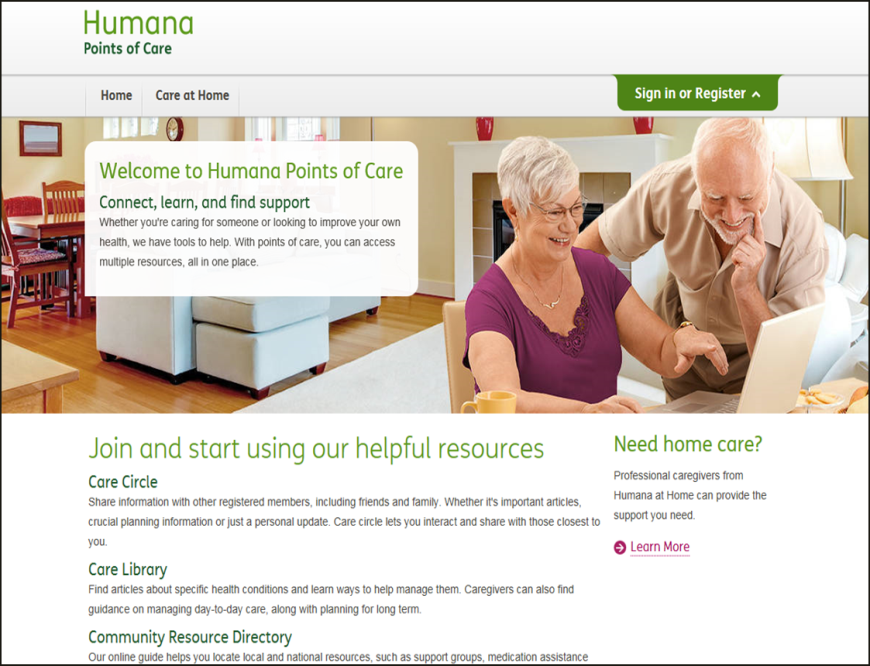 Humana
Points of Care
Home
Care at Home
Sign in or Register
Welcome to Humana Points of Care
Connect, learn, and find support
Whether you're caring for someone or looking to improve your own
health, we have tools to help. With points of care, you can access
multiple resources, all in one place.
Join and start using our helpful resources
Care Circle
Share information with other registered members, including friends and family. Whether it's important articles,
crucial planning information or just a personal update. Care circle lets you interact and share with those closest to
you.
Care Library
Find articles about specific health conditions and learn ways to help manage them. Caregivers can also find
guidance on managing day-to-day care, along with planning for long term.
Community Resource Directory
Our online guide helps you locate local and national resources, such as support groups, medication assistance
Need home care?
Professional caregivers from
Humana at Home can provide the
support you need.
Learn More